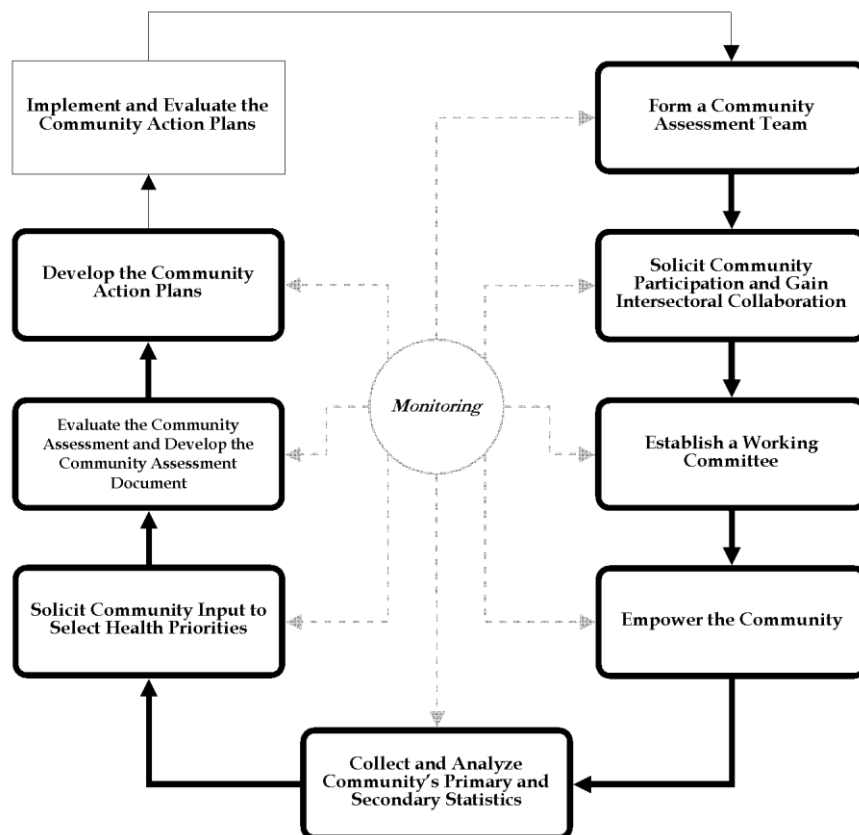 Implement and Evaluate the
Community Action Plans
Form a Community
Assessment Team
Develop the Community
Action Plans
Solicit Community
Participation and Gain
Intersectoral Collaboration
Monitoring
Evaluate the Community
Assessment and Develop the
Community Assessment
Document
Establish a Working
Committee
Solicit Community Input to
Select Health Priorities
Empower the Community
Collect and Analyze
Community’s Primary and
Secondary Statistics